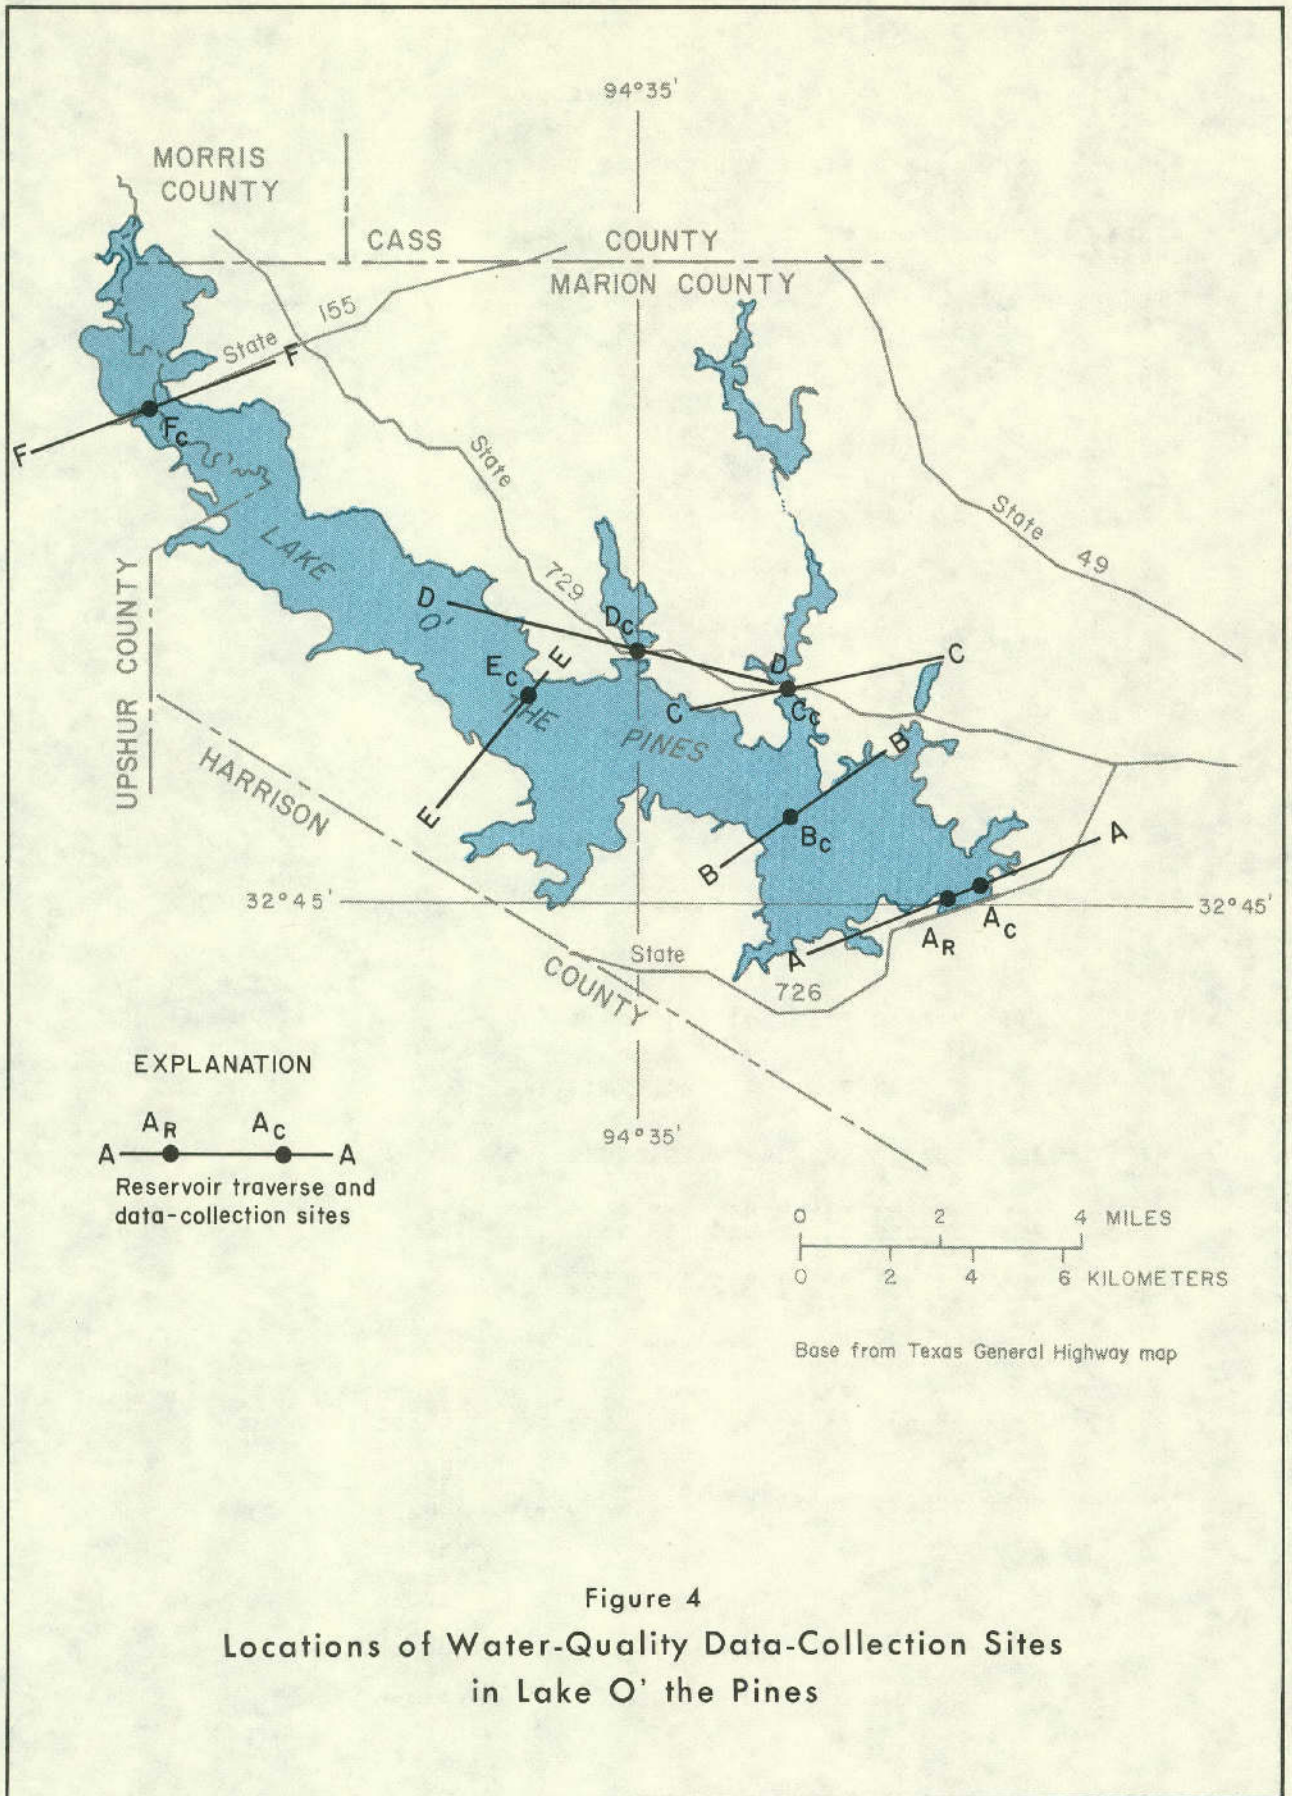 94°35'
MORRIS
COUNTY
CASS
COUNTY
MARION COUNTY
State 155
F
F
Fc
State
State 49
LAKE
729
UPSHUR COUNTY
D
O'
Dc
E
Ec
D
C
THE
C
Cc
PINES
B
HARRISON
E
Bc
A
B
32°45'
32°45'
Ac
AR
A
State
COUNTY
726
EXPLANATION
AR Ac
A A
Reservoir traverse and
data-collection sites
94°35'
0 2 4 MILES
0 2 4 6 KILOMETERS
Base from Texas General Highway map
Figure 4
Locations of Water-Quality Data-Collection Sites
in Lake O' the Pines